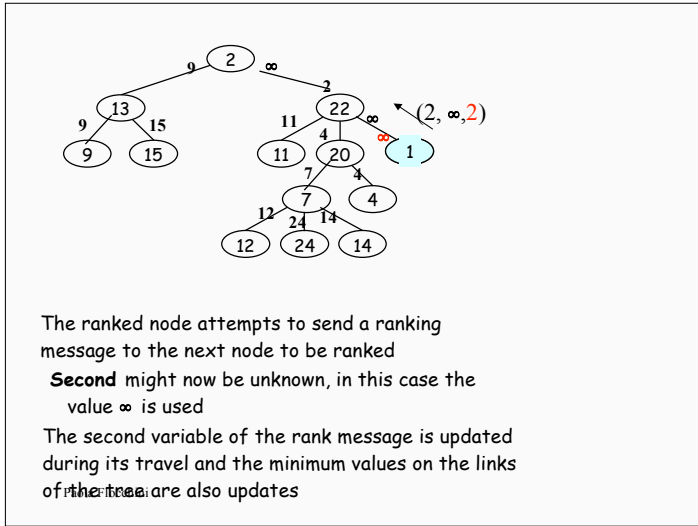 2
9 ∞
2
13 22 ∞ (2, ∞,2)
9 15 11 4 ∞
9 15 11 20 1
7 4
7 4
12 24 14
12 24 14
The ranked node attempts to send a ranking
message to the next node to be ranked
Second might now be unknown, in this case the
value ∞ is used
The second variable of the rank message is updated
during its travel and the minimum values on the links
of the tree are also updates